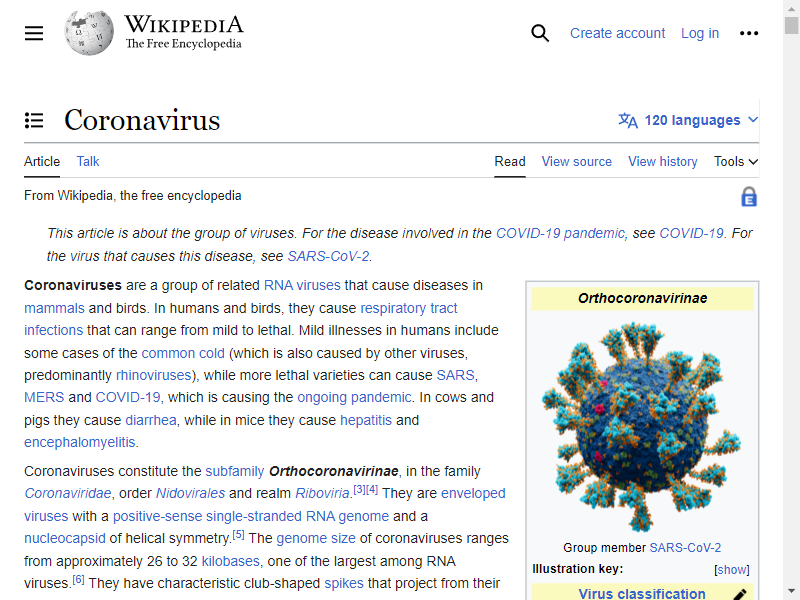 WIKIPEDIA
The Free Encyclopedia
Create account Log in
Coronavirus
120 languages
Article Talk Read View source View history Tools
From Wikipedia, the free encyclopedia
E
This article is about the group of viruses. For the disease involved in the COVID-19 pandemic, see COVID-19. For
the virus that causes this disease, see SARS-CoV-2.
Coronaviruses are a group of related RNA viruses that cause diseases in
mammals and birds. In humans and birds, they cause respiratory tract
infections that can range from mild to lethal. Mild illnesses in humans include
some cases of the common cold (which is also caused by other viruses,
predominantly rhinoviruses), while more lethal varieties can cause SARS,
MERS and COVID-19, which is causing the ongoing pandemic. In cows and
pigs they cause diarrhea, while in mice they cause hepatitis and
encephalomyelitis.
Coronaviruses constitute the subfamily Orthocoronavirinae, in the family
Coronaviridae, order Nidovirales and realm Riboviria.[3][4] They are enveloped
viruses with a positive-sense single-stranded RNA genome and a
nucleocapsid of helical symmetry.[5] The genome size of coronaviruses ranges
from approximately 26 to 32 kilobases, one of the largest among RNA
viruses.[6] They have characteristic club-shaped spikes that project from their
Orthocoronavirinae
Group member SARS-CoV-2
Illustration key: [show]
Virus classification